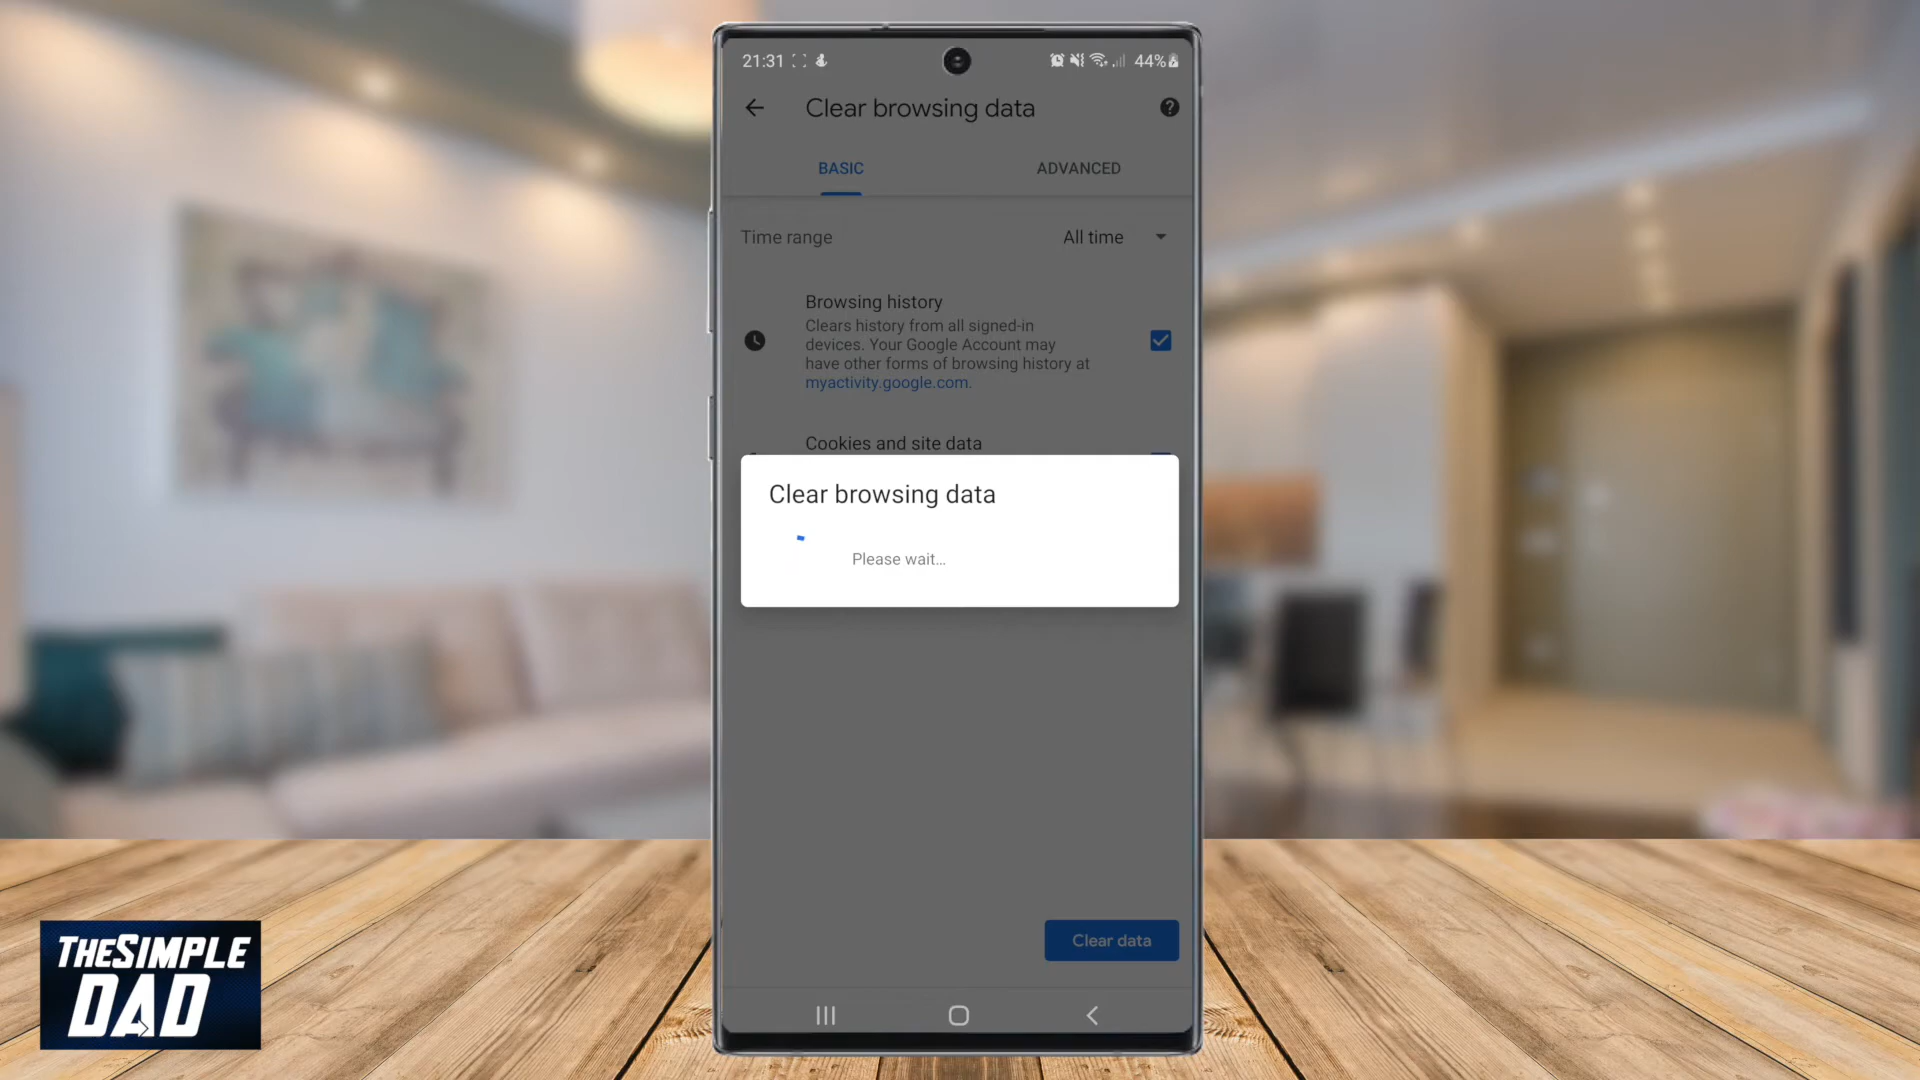 21:31
44%
Clear browsing data
BASIC
ADVANCED
Time range
All time
Browsing history
Clears history from all signed-in
devices. Your Google Account may
have other forms of browsing history at
myactivity.google.com.
Cookies and site data
Clear browsing data
Please wait…
Clear data
THESIMPLE
DAD